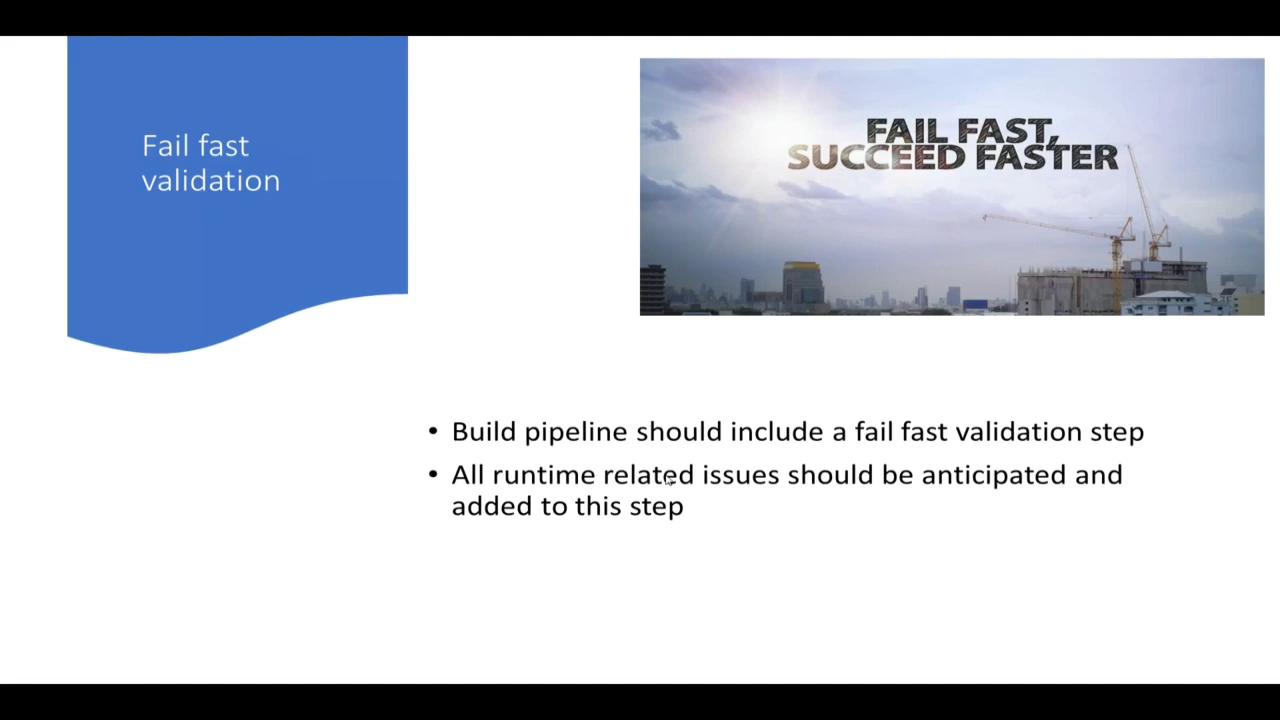 Fail fast
validation
FAIL FAST,
SUCCEED FASTER
• Build pipeline should include a fail fast validation step
• All runtime related issues should be anticipated and
added to this step